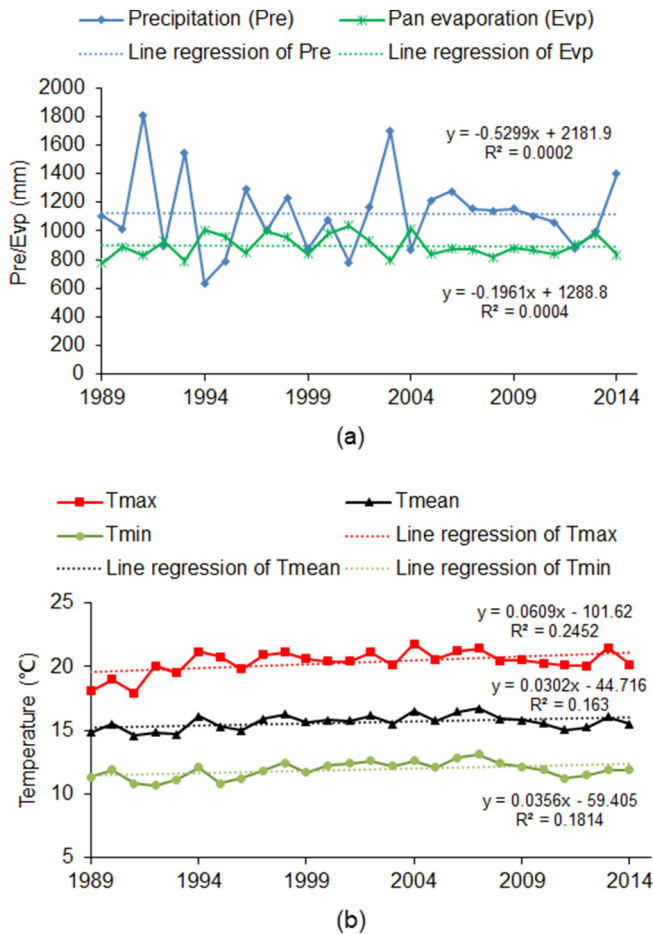 Precipitation (Pre) Pan evaporation (Evp)
Line regression of Pre Line regression of Evp
2000
1800
1600
1400
1200
1000
800
600
400
200
0
Pre/Evp (mm)
y = -0.5299x + 2181.9
R² = 0.0002
y = -0.1961x + 1288.8
R² = 0.0004
1989 1994 1999 2004 2009 2014
(a)
Tmax Tmean
Tmin Line regression of Tmax
Line regression of Tmean Line regression of Tmin
25
20
15
10
5
Temperature (℃)
y = 0.0609x - 101.62
R² = 0.2452
y = 0.0302x - 44.716
R² = 0.163
y = 0.0356x - 59.405
R² = 0.1814
1989 1994 1999 2004 2009 2014
(b)